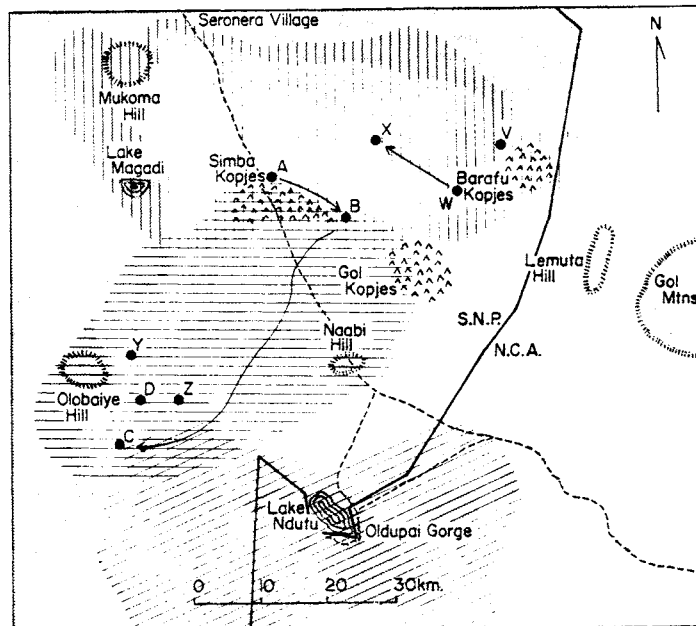 Seronera Village
N
Mukoma
Hill
Lake
Magadi
X
V
Simba
Kopjes
A
Barafu
Kopjes
W
B
Gol
Kopjes
Lemuta
Hill
Gol
Mtns
S.N.P.
N.C.A.
Naabi
Hill
Y
Olobaiye
Hill
D
Z
C
Lake
Ndutu
Oldupai Gorge
0 10 20 30km.